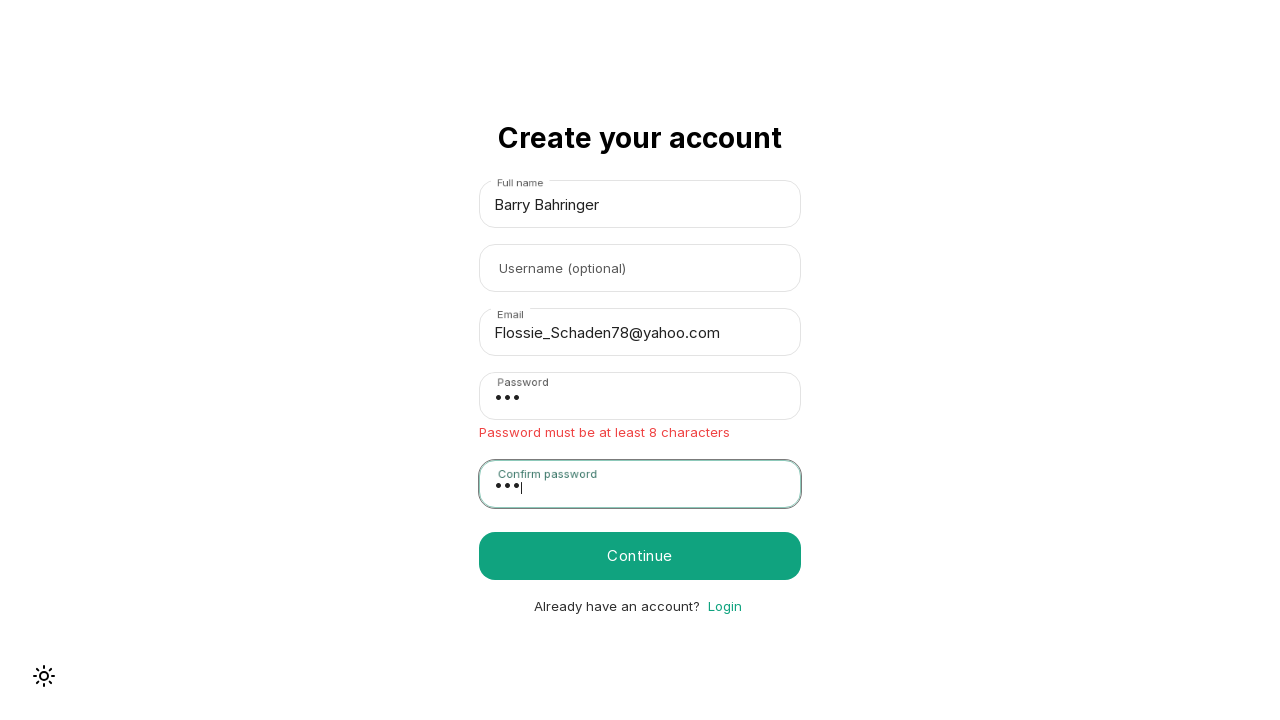 Create your account
Full name
Barry Bahringer
Username (optional)
Email
Flossie_Schaden78@yahoo.com
Password
•••
Password must be at least 8 characters
Confirm password
•••
Continue
Already have an account? Login